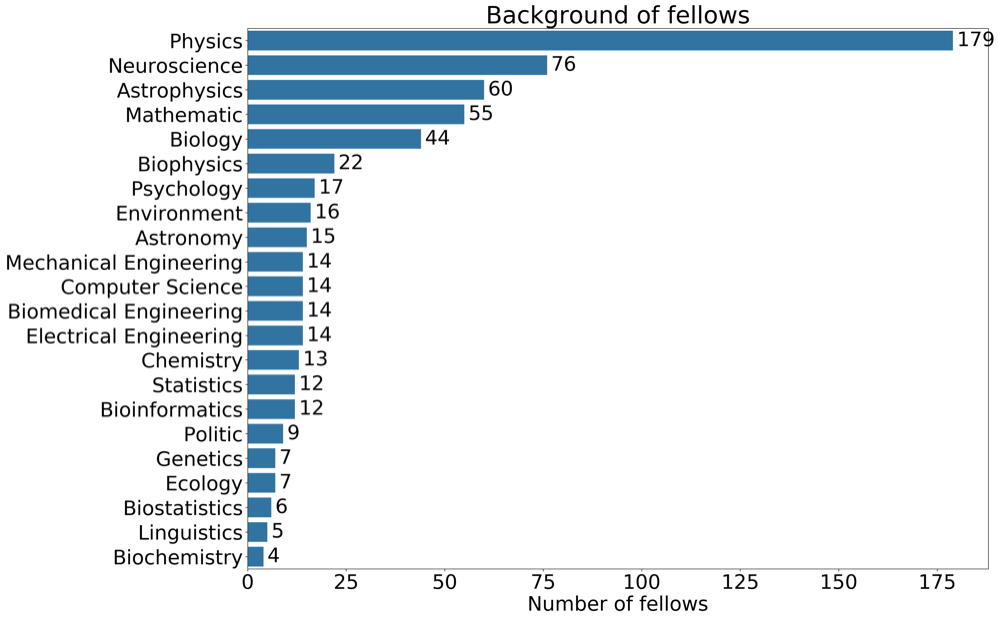 Background of fellows
Physics 179
Neuroscience 76
Astrophysics 60
Mathematic 55
Biology 44
Biophysics 22
Psychology 17
Environment 16
Astronomy 15
Mechanical Engineering 14
Computer Science 14
Biomedical Engineering 14
Electrical Engineering 14
Chemistry 13
Statistics 12
Bioinformatics 12
Politic 9
Genetics 7
Ecology 7
Biostatistics 6
Linguistics 5
Biochemistry 4
0 25 50 75 100 125 150 175
Number of fellows